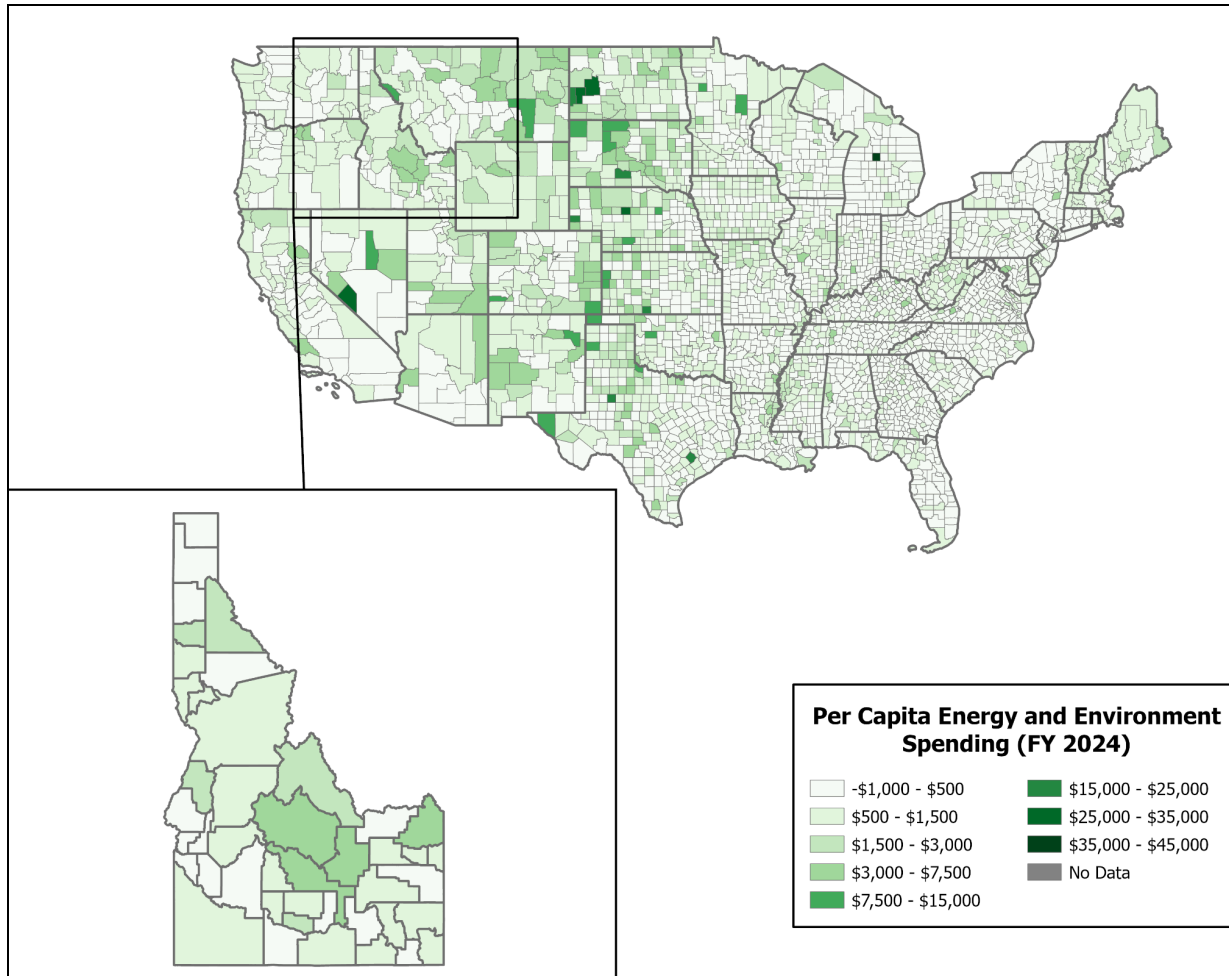 Per Capita Energy and Environment
Spending (FY 2024)
-$1,000 - $500
$500 - $1,500
$1,500 - $3,000
$3,000 - $7,500
$7,500 - $15,000
$15,000 - $25,000
$25,000 - $35,000
$35,000 - $45,000
No Data